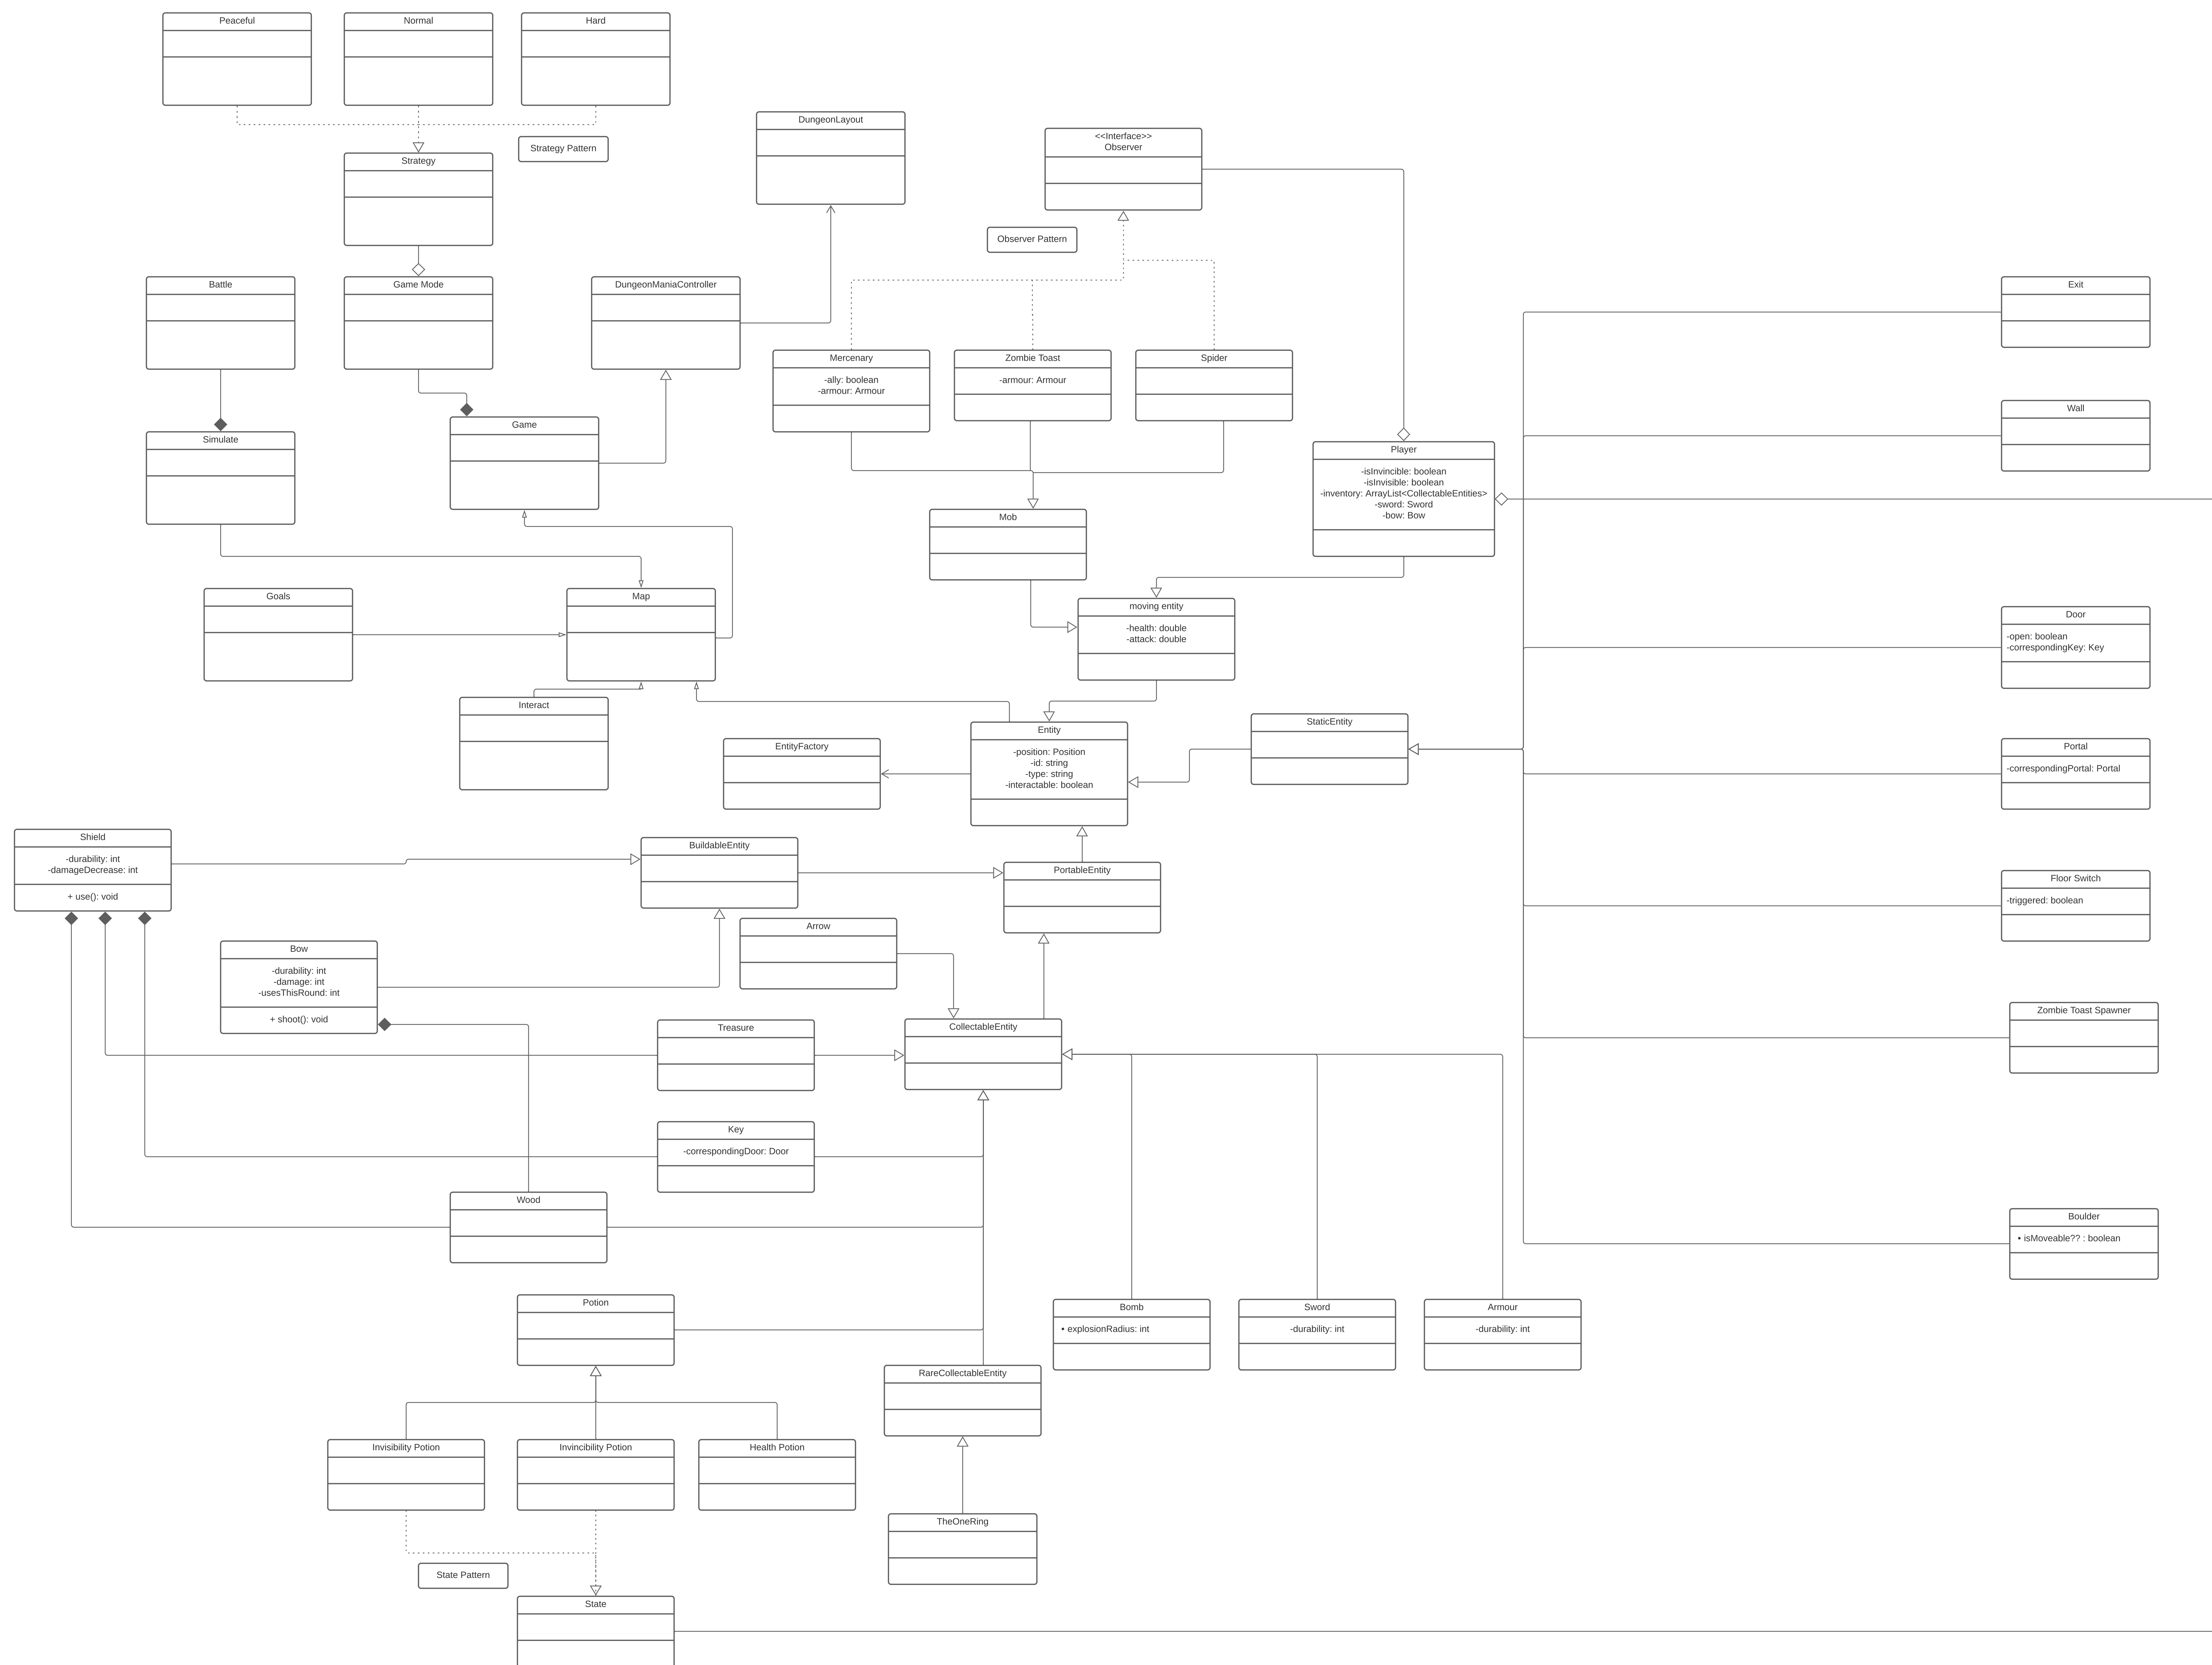 Peaceful
Normal
Hard
Strategy Pattern
Strategy
DungeonLayout
<<Interface>>
Observer
Observer Pattern
Battle
Game Mode
DungeonManiaController
Exit
Mercenary
-ally: boolean
-armour: Armour
Zombie Toast
-armour: Armour
Spider
Wall
Game
Simulate
Player
-isInvincible: boolean
-isInvisible: boolean
-inventory: ArrayList<CollectableEntities>
-sword: Sword
-bow: Bow
Mob
Goals
Map
moving entity
-health: double
-attack: double
Door
-open: boolean
-correspondingKey: Key
Interact
Entity
-position: Position
-id: string
-type: string
-interactable: boolean
StaticEntity
EntityFactory
Portal
-correspondingPortal: Portal
Shield
-durability: int
-damageDecrease: int
+ use(): void
BuildableEntity
PortableEntity
Floor Switch
-triggered: boolean
Arrow
Bow
-durability: int
-damage: int
-usesThisRound: int
+ shoot(): void
Treasure
CollectableEntity
Zombie Toast Spawner
Key
-correspondingDoor: Door
Wood
Boulder
• isMoveable?? : boolean
Potion
Bomb
• explosionRadius: int
Sword
-durability: int
Armour
-durability: int
RareCollectableEntity
Invisibility Potion
Invincibility Potion
Health Potion
TheOneRing
State Pattern
State